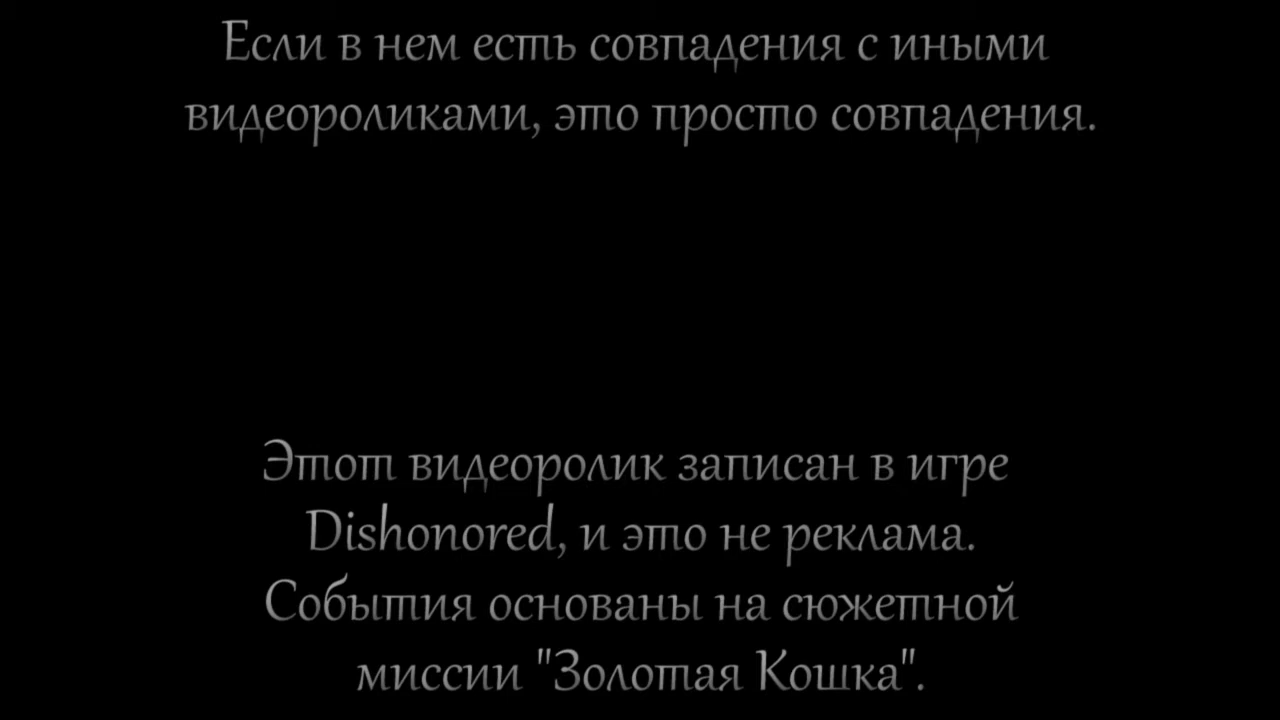 Если в нем есть совпадения с иными
видеороликами, это просто совпадения.
Этот видеоролик записан в игре
Dishonored, и это не реклама.
События основаны на сюжетной
миссии "Золотая Кошка".